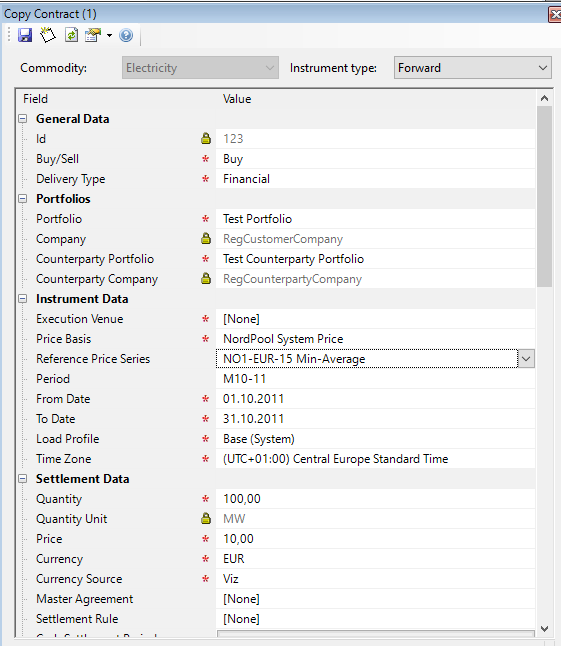 Copy Contract (1)
Commodity: Electricity Instrument type: Forward
Field Value
General Data
Id 123
Buy/Sell * Buy
Delivery Type * Financial
Portfolios
Portfolio * Test Portfolio
Company RegCustomerCompany
Counterparty Portfolio * Test Counterparty Portfolio
Counterparty Company RegCounterpartyCompany
Instrument Data
Execution Venue * [None]
Price Basis * NordPool System Price
Reference Price Series NO1-EUR-15 Min-Average
Period M10-11
From Date * 01.10.2011
To Date * 31.10.2011
Load Profile * Base (System)
Time Zone * (UTC+01:00) Central Europe Standard Time
Settlement Data
Quantity * 100,00
Quantity Unit MW
Price * 10,00
Currency * EUR
Currency Source * Viz
Master Agreement [None]
Settlement Rule [None]